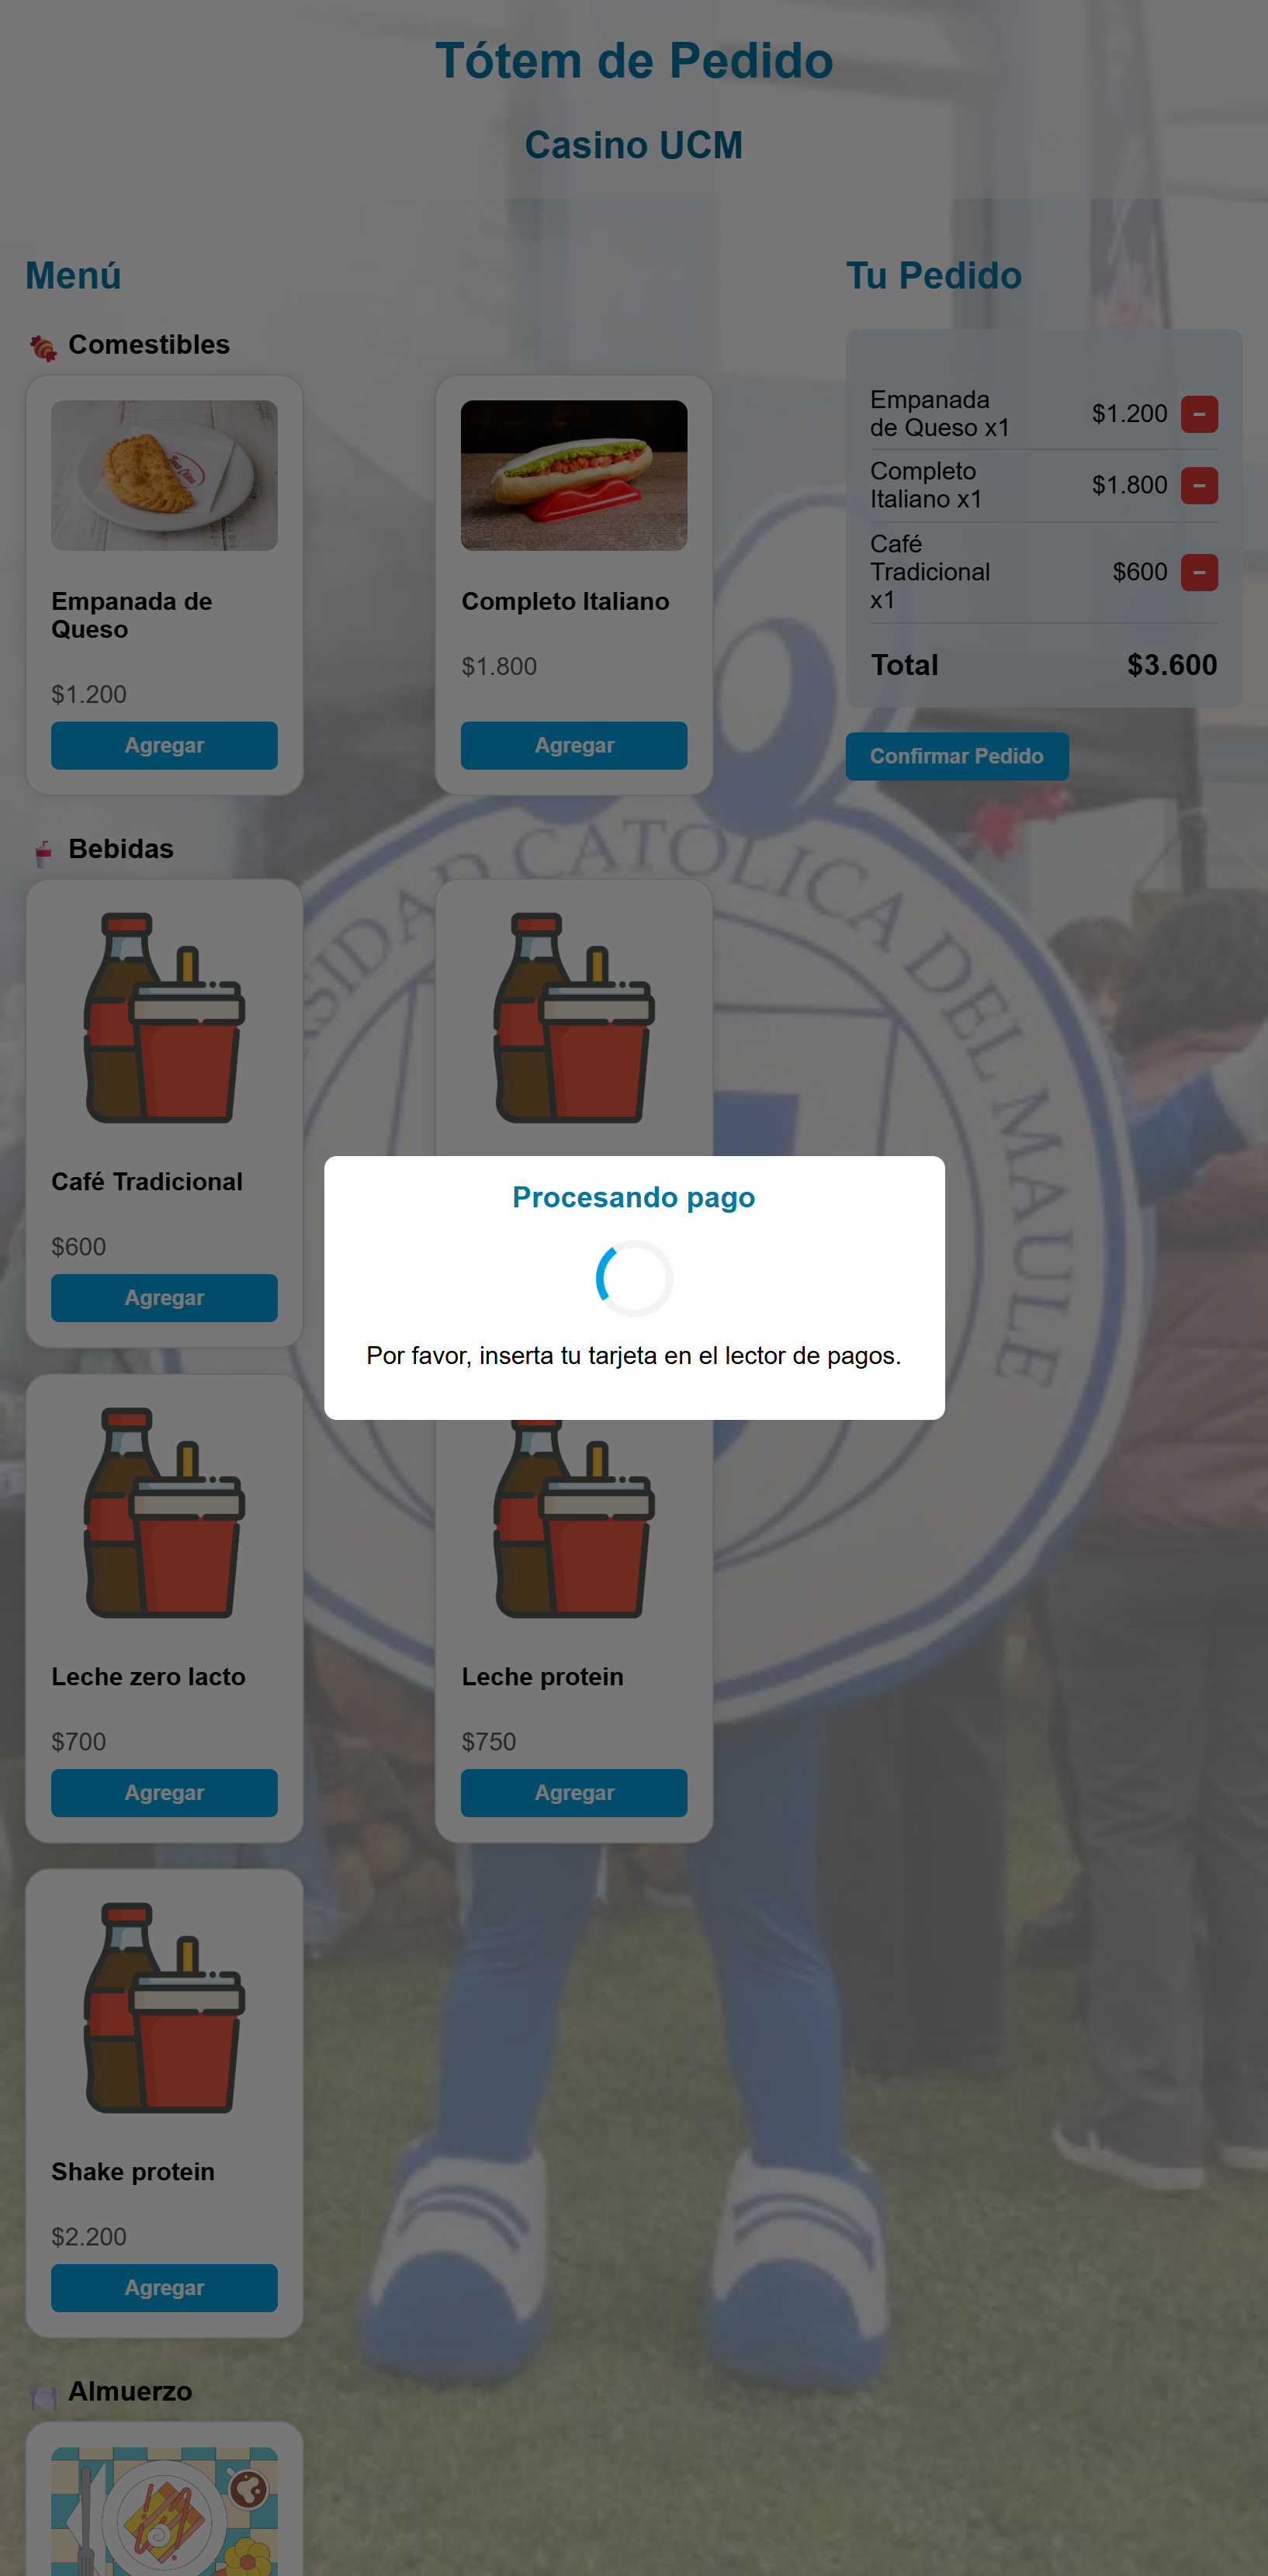 Tótem de Pedido
Casino UCM
Menú
Comestibles
Empanada de
Queso
$1.200
Agregar
Completo Italiano
$1.800
Agregar
Bebidas
Café Tradicional
$600
Agregar
Leche zero lacto
$700
Agregar
Leche protein
$750
Agregar
Shake protein
$2.200
Agregar
Almuerzo
Tu Pedido
Empanada
de Queso x1
$1.200
−
Completo
Italiano x1
$1.800
−
Café
Tradicional
x1
$600
−
Total
$3.600
Confirmar Pedido
Procesando pago
Por favor, inserta tu tarjeta en el lector de pagos.
CATOLICA DEL MAULE